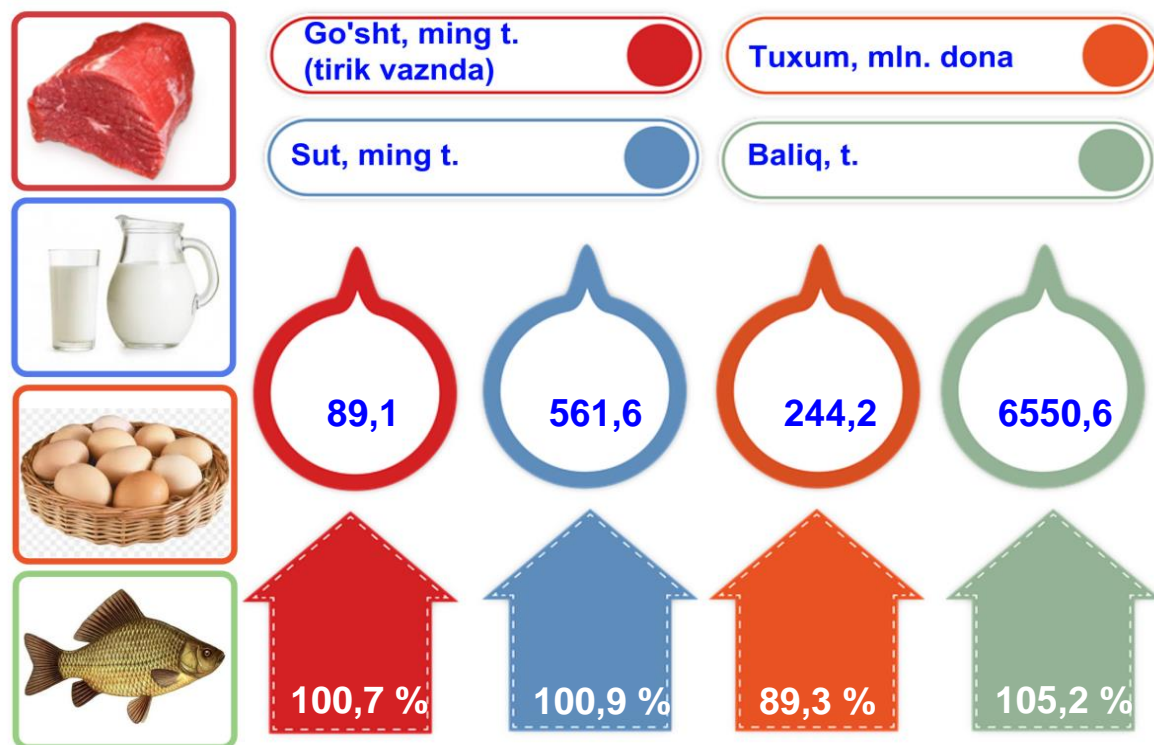 Go'sht, ming t.
(tirik vaznda)
Tuxum, mln. dona
Sut, ming t.
Baliq, t.
89,1
561,6
244,2
6550,6
100,7 %
100,9 %
89,3 %
105,2 %